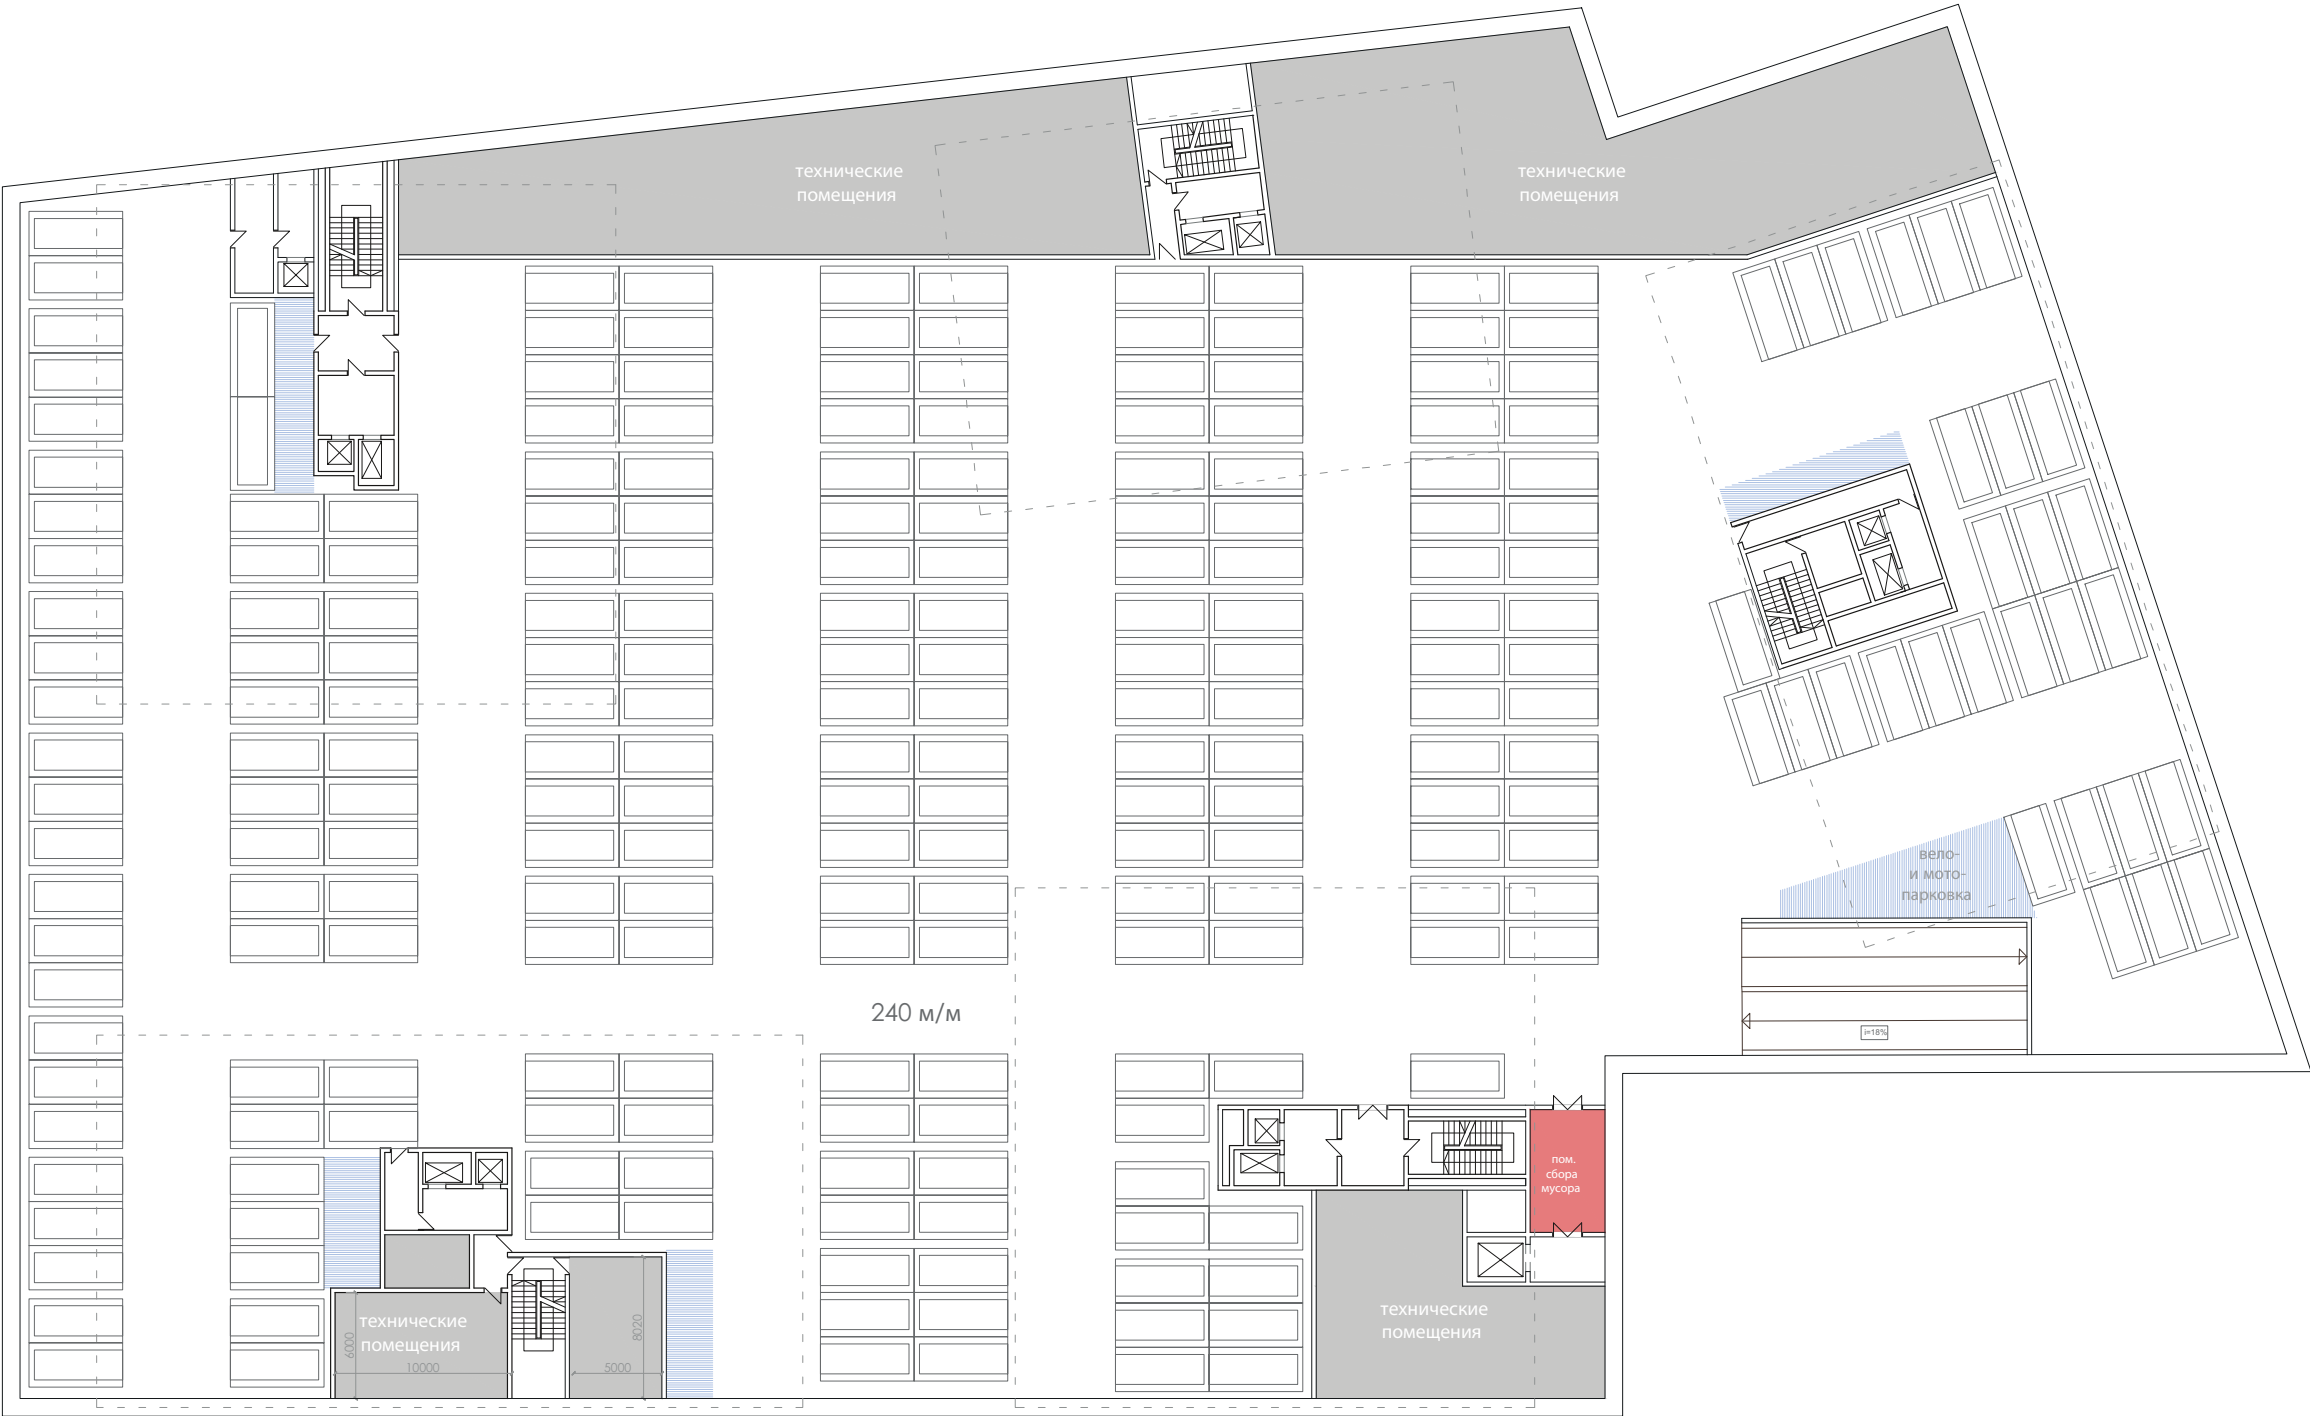 технические
помещения
технические
помещения
вело-
и мото-
парковка
240 м/м
i=18%
пом.
сбора
мусора
технические
помещения
6000
10000
8020
5000
технические
помещения